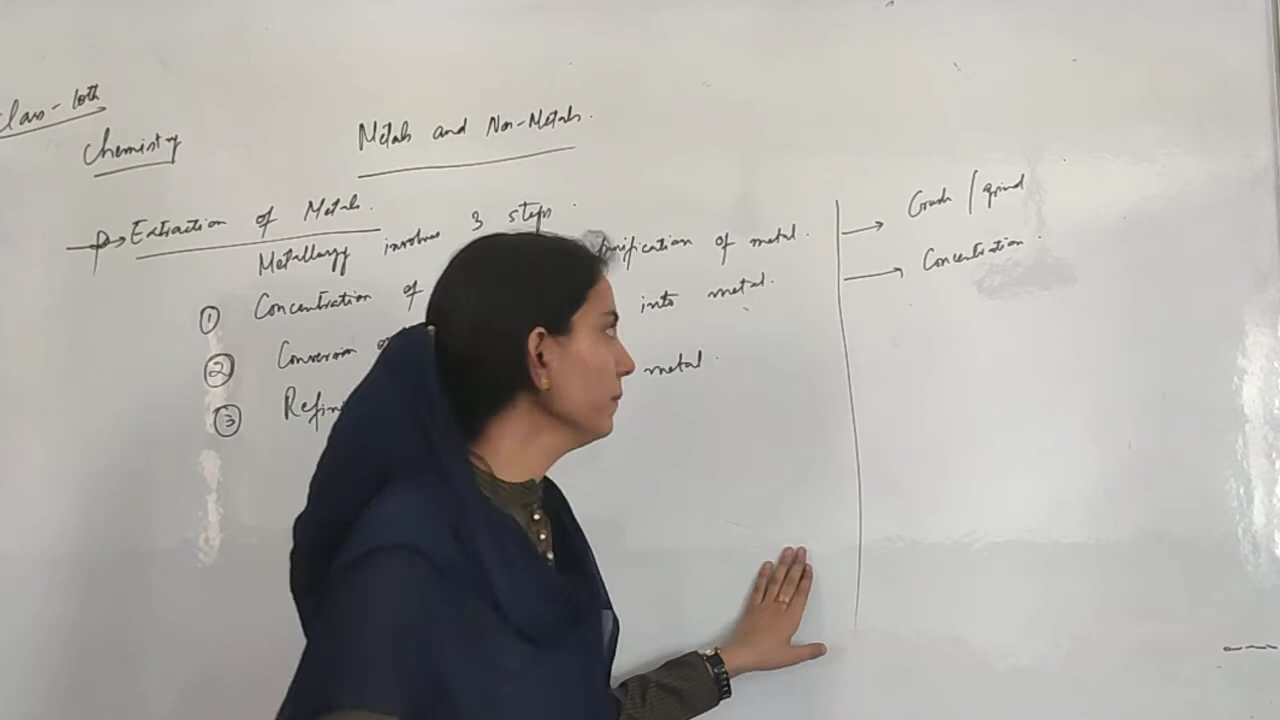 Class - 10th
Chemistry
Metals and Non-Metals.
Extraction of Metals.
Metallurgy involves 3 steps.
① Concentration of purification of metal.
② Conversion into metal.
③ Refin metal.
Crush / grind
Concentration.